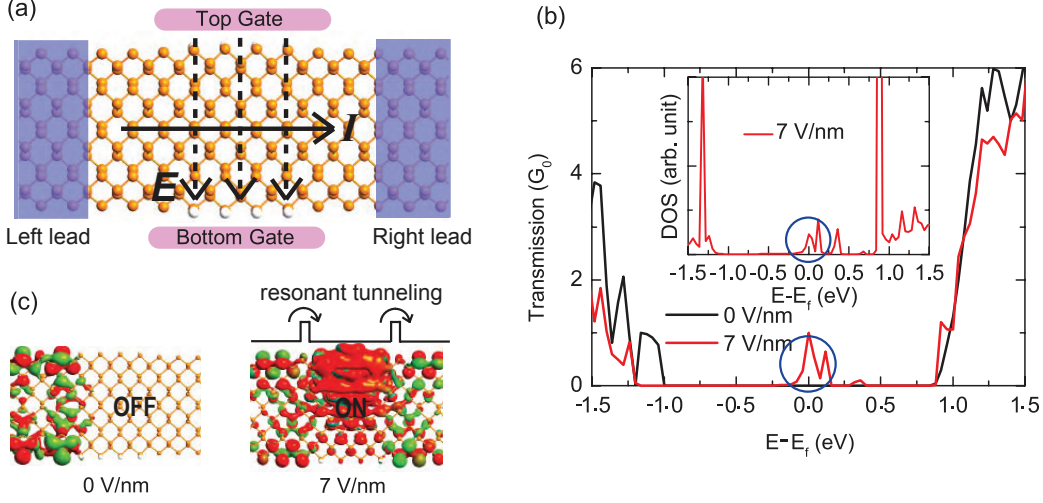 (a)
Top Gate
I
E
Left lead
Bottom Gate
Right lead
(b)
Transmission (G₀)
6
4
2
0
-1.5 -1.0 -0.5 0.0 0.5 1.0 1.5
E-E_f (eV)
DOS (arb. unit)
7 V/nm
-1.5 -1.0 -0.5 0.0 0.5 1.0 1.5
E-E_f (eV)
0 V/nm
7 V/nm
(c)
resonant tunneling
OFF
ON
0 V/nm
7 V/nm